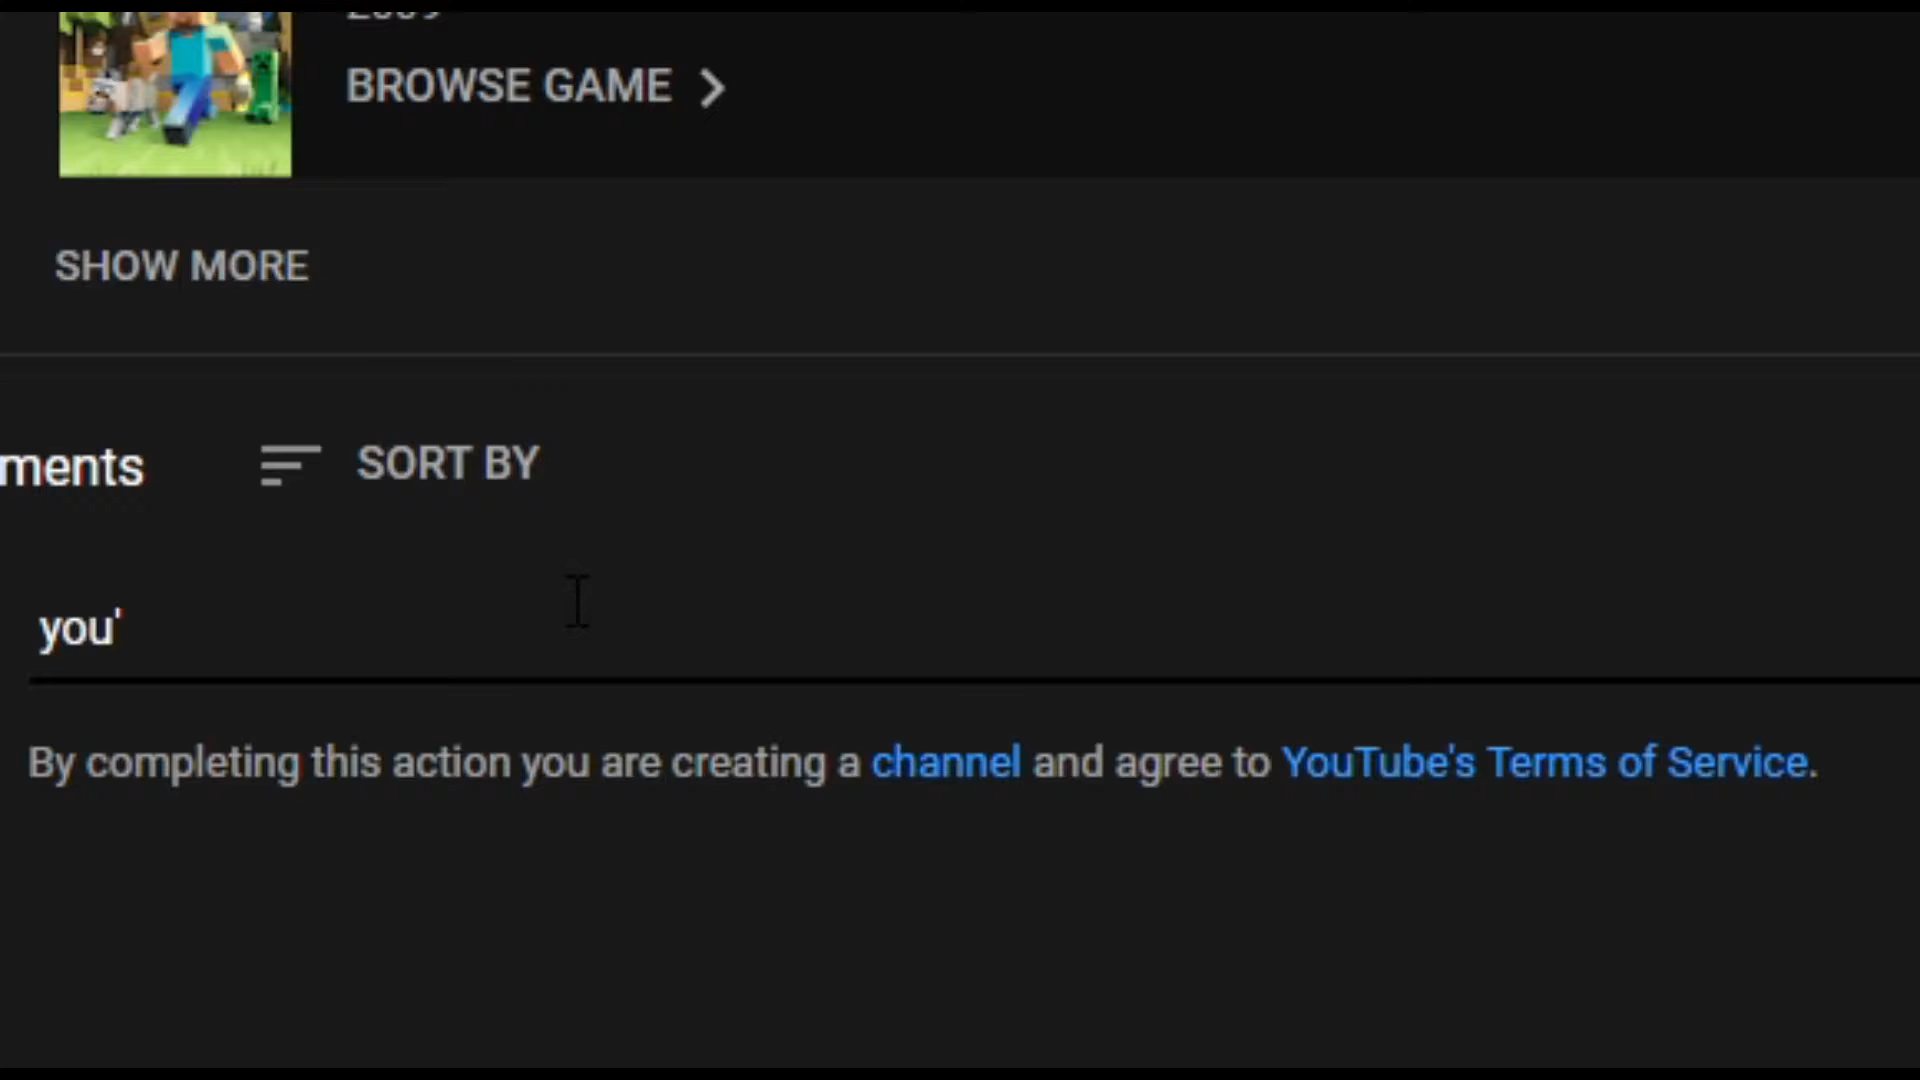 2009
BROWSE GAME
SHOW MORE
ments
SORT BY
you'
By completing this action you are creating a channel and agree to YouTube's Terms of Service.